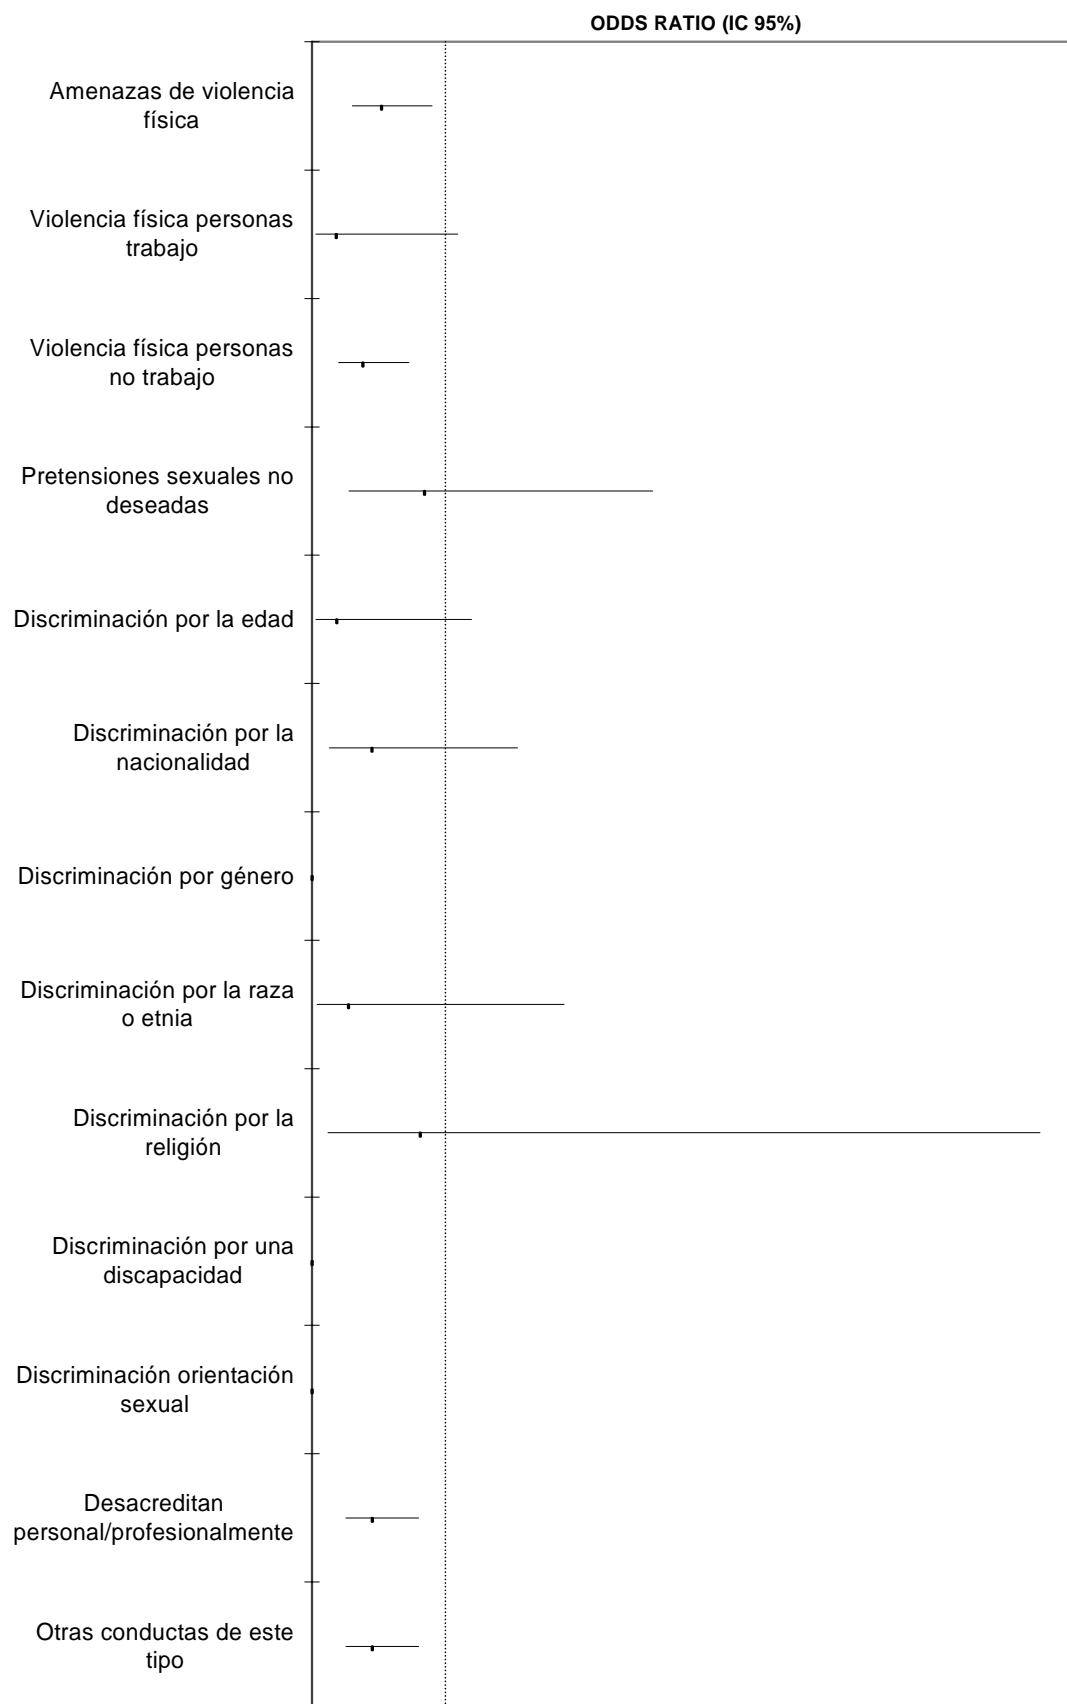 ODDS RATIO (IC 95%)
Amenazas de violencia
física
Violencia física personas
trabajo
Violencia física personas
no trabajo
Pretensiones sexuales no
deseadas
Discriminación por la edad
Discriminación por la
nacionalidad
Discriminación por género
Discriminación por la raza
o etnia
Discriminación por la
religión
Discriminación por una
discapacidad
Discriminación orientación
sexual
Desacreditan
personal/profesionalmente
Otras conductas de este
tipo